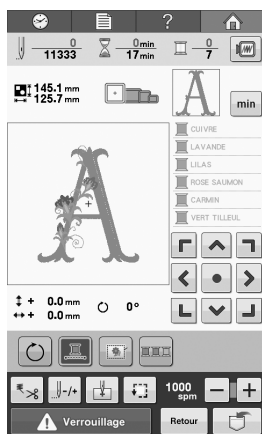 ?
0
11333
0min
17min
0
7
145.1 mm
125.7 mm
A
min
CUIVRE
LAVANDE
LILAS
ROSE SAUMON
CARMIN
VERT TILLEUL
A
+ 0.0 mm
+ 0.0 mm
0°
-/+
1000
spm
- +
Verrouillage
Retour